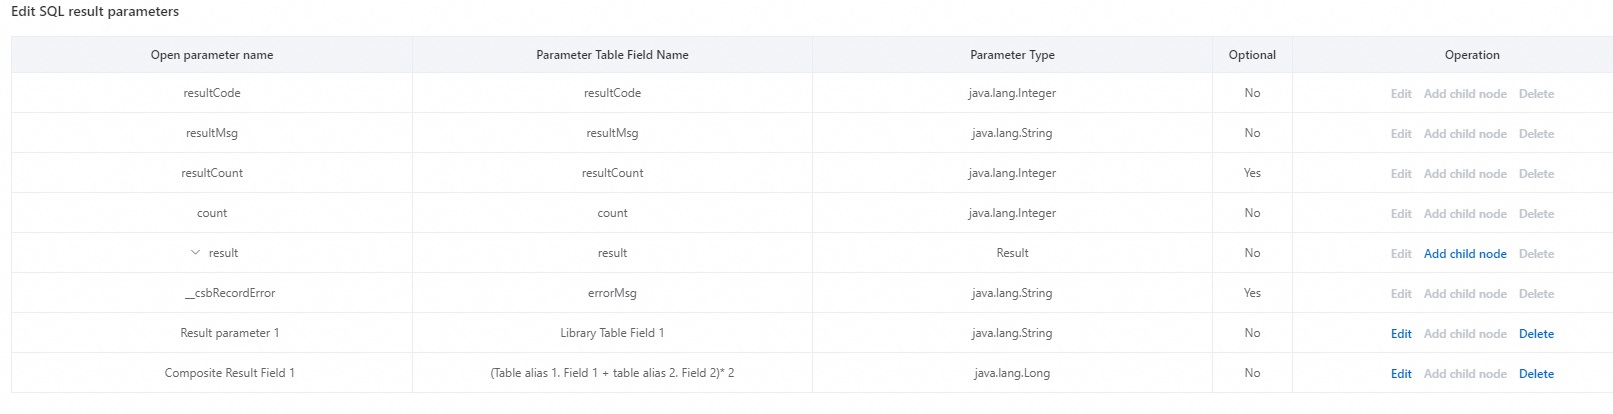 Edit SQL result parameters
Open parameter name Parameter Table Field Name Parameter Type Optional Operation
resultCode resultCode java.lang.Integer No Edit Add child node Delete
resultMsg resultMsg java.lang.String No Edit Add child node Delete
resultCount resultCount java.lang.Integer Yes Edit Add child node Delete
count count java.lang.Integer No Edit Add child node Delete
result result Result No Edit Add child node Delete
__csbRecordError errorMsg java.lang.String Yes Edit Add child node Delete
Result parameter 1 Library Table Field 1 java.lang.String No Edit Add child node Delete
Composite Result Field 1 (Table alias 1. Field 1 + table alias 2. Field 2)* 2 java.lang.Long No Edit Add child node Delete